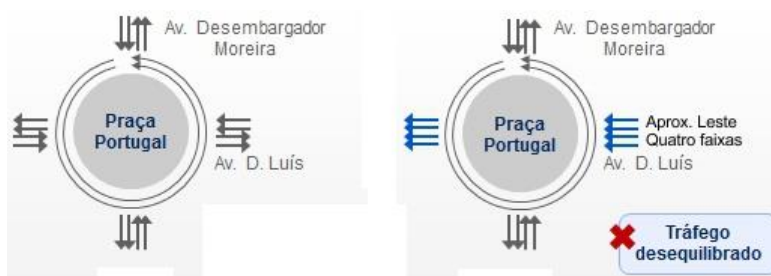 Av. Desembargador
Moreira
Praça
Portugal
Av. D. Luís
Av. Desembargador
Moreira
Praça
Portugal
Aprox. Leste
Quatro faixas
Av. D. Luís
Tráfego
desequilibrado